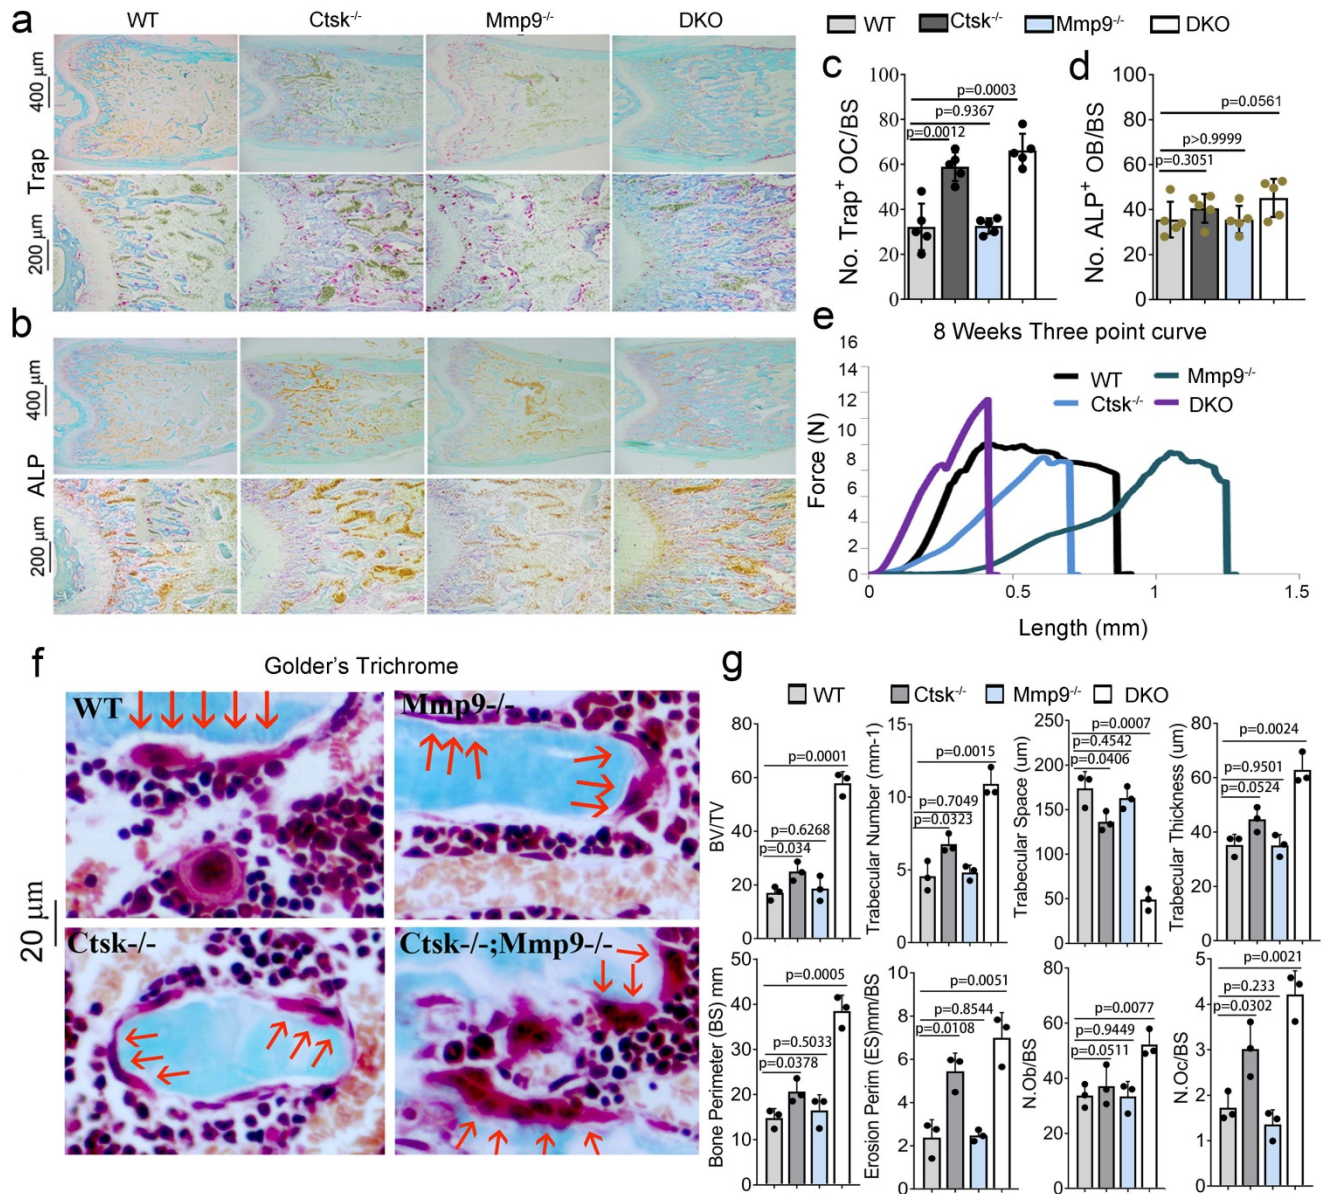 a
WT
Ctsk-/-
Mmp9-/-
DKO
400 µm
Trap
200 µm
b
400 µm
ALP
200 µm
WT
Ctsk-/-
Mmp9-/-
DKO
c
No. Trap+ OC/BS
100
80
60
40
20
0
p=0.0003
p=0.9367
p=0.0012
d
No. ALP+ OB/BS
100
80
60
40
20
0
p=0.0561
p>0.9999
p=0.3051
e
8 Weeks Three point curve
Force (N)
16
14
12
10
8
6
4
2
0
WT
Mmp9-/-
Ctsk-/-
DKO
0
0.5
1
1.5
Length (mm)
f
Golder's Trichrome
20 µm
WT
Mmp9-/-
Ctsk-/-
Ctsk-/-;Mmp9-/-
g
WT
Ctsk-/-
Mmp9-/-
DKO
BV/TV
80
60
40
20
0
p=0.0001
p=0.6268
p=0.034
Trabecular Number (mm-1)
15
10
5
0
p=0.0015
p=0.7049
p=0.0323
Trabecular Space (um)
250
200
150
100
50
0
p=0.0007
p=0.4542
p=0.0406
Trabecular Thickness (um)
80
60
40
20
0
p=0.0024
p=0.9501
p=0.0524
Bone Perimeter (BS) mm
50
40
30
20
10
0
p=0.0005
p=0.5033
p=0.0378
Erosion Perim (ES)mm/BS
10
8
6
4
2
0
p=0.0051
p=0.8544
p=0.0108
N.Ob/BS
80
60
40
20
0
p=0.0077
p=0.9449
p=0.0511
N.Oc/BS
5
4
3
2
1
0
p=0.0021
p=0.233
p=0.0302